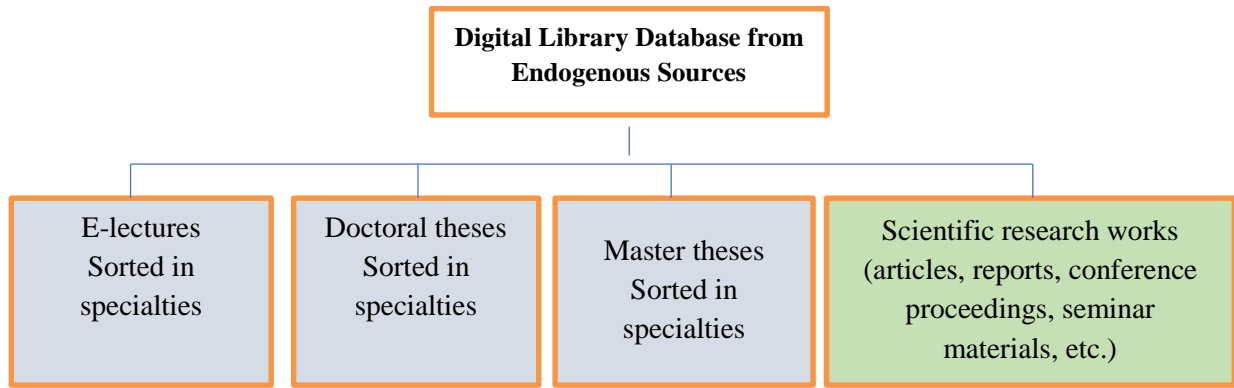 Digital Library Database from
Endogenous Sources
E-lectures
Sorted in
specialties
Doctoral theses
Sorted in
specialties
Master theses
Sorted in
specialties
Scientific research works
(articles, reports, conference
proceedings, seminar
materials, etc.)